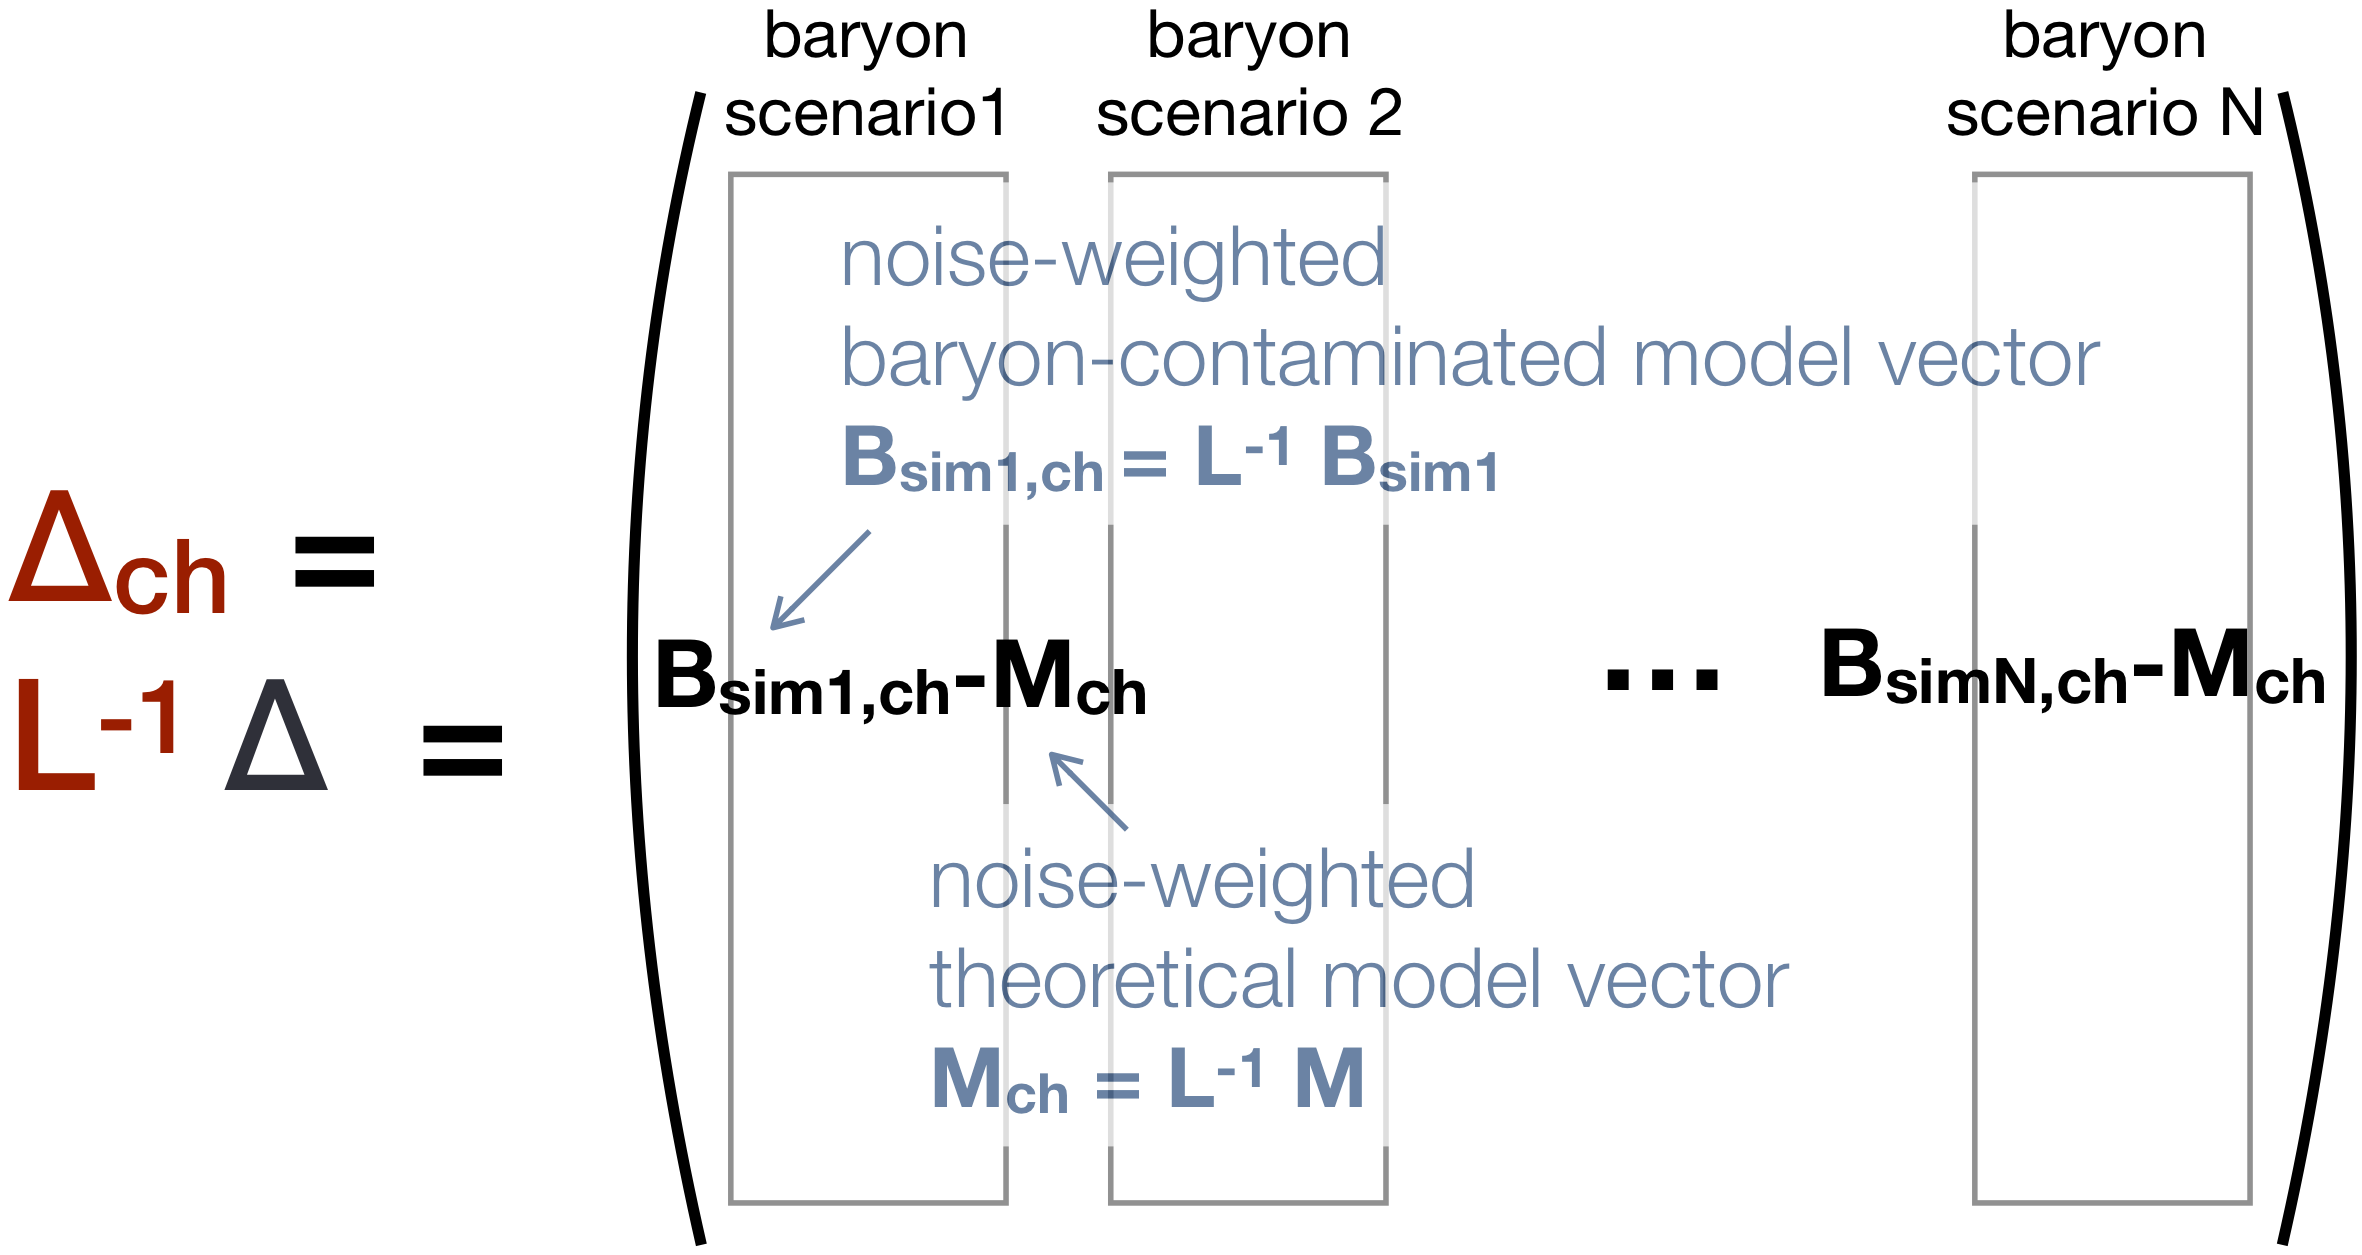 baryon
scenario1
baryon
scenario 2
baryon
scenario N
noise-weighted
baryon-contaminated model vector
Bsim1,ch = L-1 Bsim1
Δch =
L-1 Δ =
Bsim1,ch-Mch
... BsimN,ch-Mch
noise-weighted
theoretical model vector
Mch = L-1 M